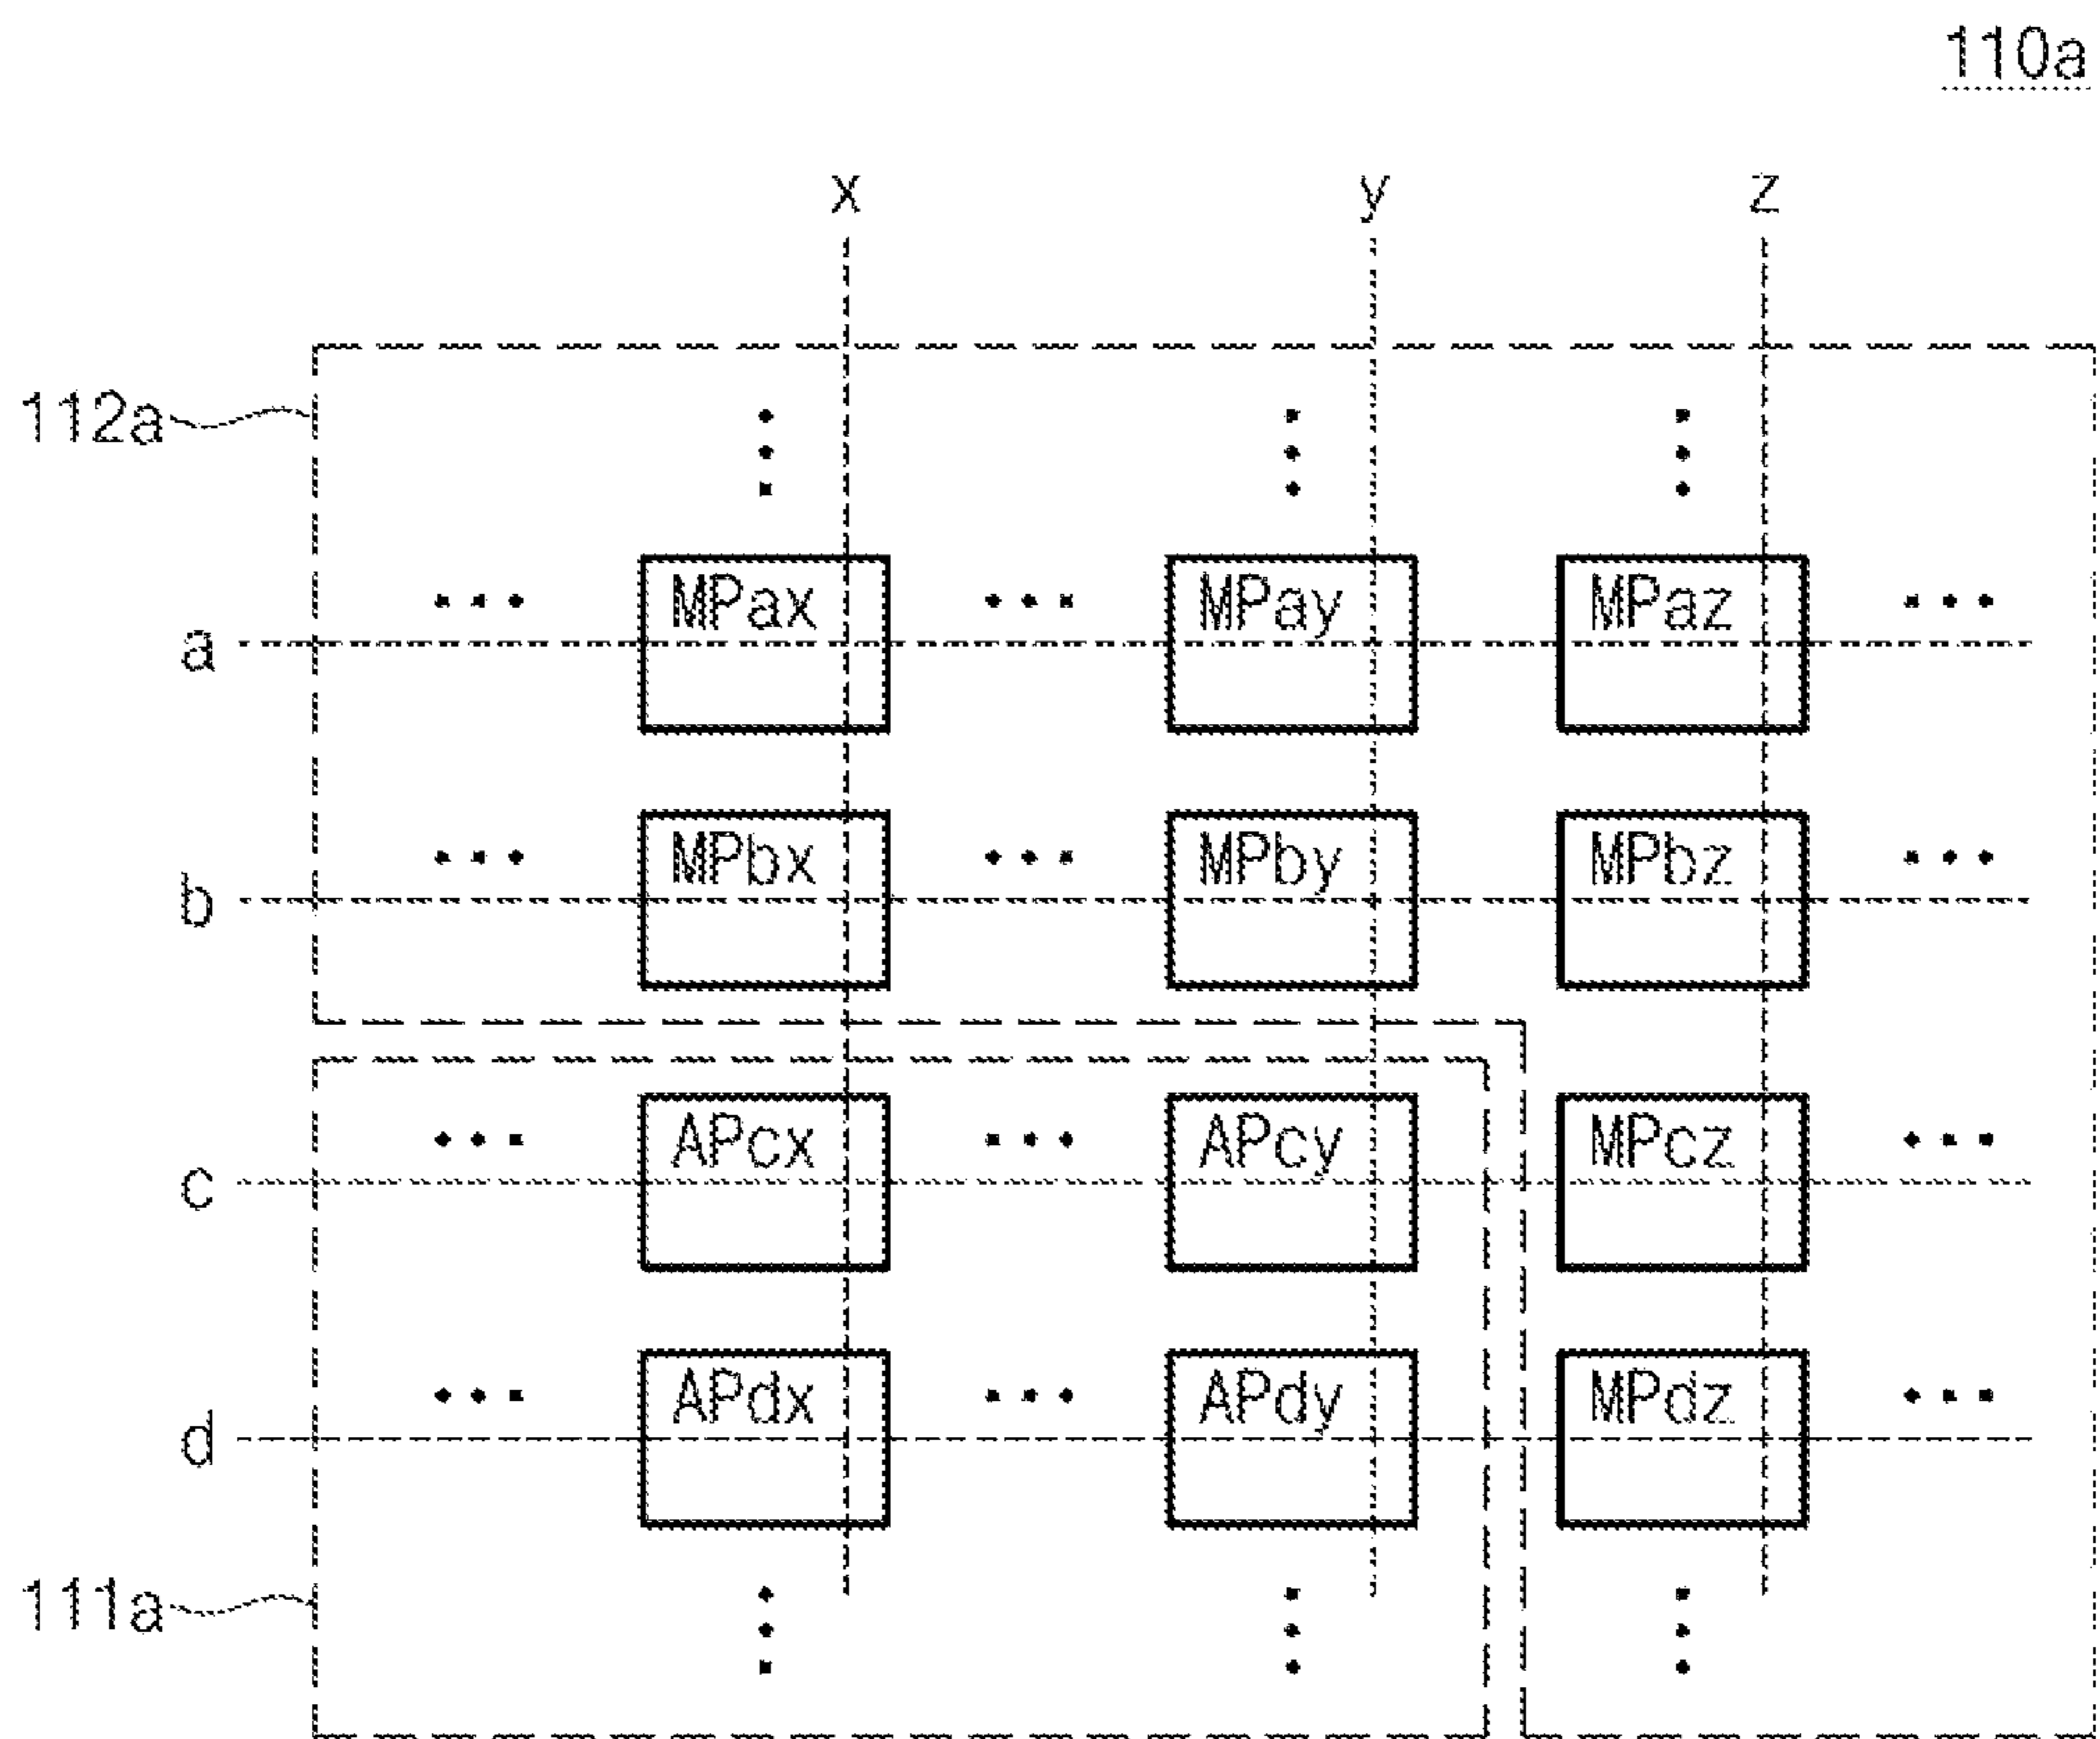 110a
x y z
112a
MPax MPay MPaz
a
MPbx MPby MPbz
b
APcx APcy MPcz
c
APdx APdy MPdz
d
111a